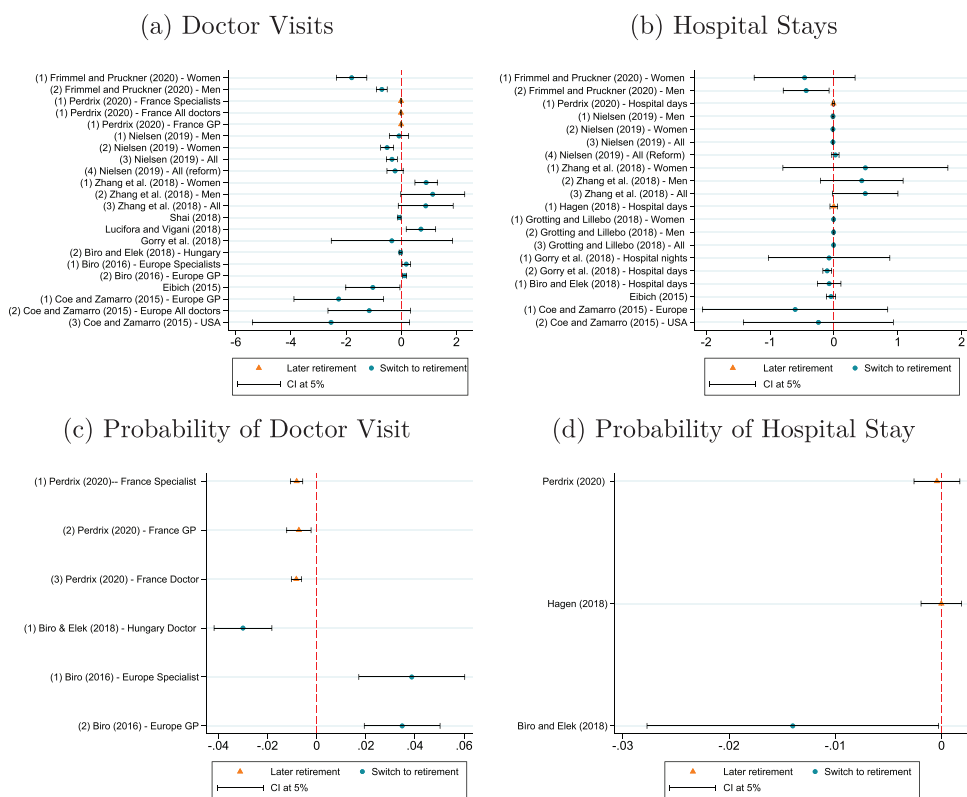 (a) Doctor Visits
(1) Frimmel and Pruckner (2020) - Women
(2) Frimmel and Pruckner (2020) - Men
(1) Perdrix (2020) - France Specialists
(1) Perdrix (2020) - France All doctors
(1) Perdrix (2020) - France GP
(1) Nielsen (2019) - Men
(2) Nielsen (2019) - Women
(3) Nielsen (2019) - All
(4) Nielsen (2019) - All (reform)
(1) Zhang et al. (2018) - Women
(2) Zhang et al. (2018) - Men
(3) Zhang et al. (2018) - All
Shai (2018)
Lucifora and Vigani (2018)
Gorry et al. (2018)
(2) Biro and Elek (2018) - Hungary
(1) Biro (2016) - Europe Specialists
(2) Biro (2016) - Europe GP
Eibich (2015)
(1) Coe and Zamarro (2015) - Europe GP
(2) Coe and Zamarro (2015) - Europe All doctors
(3) Coe and Zamarro (2015) - USA
-6 -4 -2 0 2
Later retirement Switch to retirement
CI at 5%
(b) Hospital Stays
(1) Frimmel and Pruckner (2020) - Women
(2) Frimmel and Pruckner (2020) - Men
(1) Perdrix (2020) - Hospital days
(1) Nielsen (2019) - Men
(2) Nielsen (2019) - Women
(3) Nielsen (2019) - All
(4) Nielsen (2019) - All (Reform)
(1) Zhang et al. (2018) - Women
(2) Zhang et al. (2018) - Men
(3) Zhang et al. (2018) - All
(1) Hagen (2018) - Hospital days
(1) Grotting and Lillebo (2018) - Women
(2) Grotting and Lillebo (2018) - Men
(3) Grotting and Lillebo (2018) - All
(1) Gorry et al. (2018) - Hospital nights
(2) Gorry et al. (2018) - Hospital days
(1) Biro and Elek (2018) - Hospital days
Eibich (2015)
(1) Coe and Zamarro (2015) - Europe
(2) Coe and Zamarro (2015) - USA
-2 -1 0 1 2
Later retirement Switch to retirement
CI at 5%
(c) Probability of Doctor Visit
(1) Perdrix (2020)-- France Specialist
(2) Perdrix (2020) - France GP
(3) Perdrix (2020) - France Doctor
(1) Biro & Elek (2018) - Hungary Doctor
(1) Biro (2016) - Europe Specialist
(2) Biro (2016) - Europe GP
-.04 -.02 0 .02 .04 .06
Later retirement Switch to retirement
CI at 5%
(d) Probability of Hospital Stay
Perdrix (2020)
Hagen (2018)
Biro and Elek (2018)
-.03 -.02 -.01 0
Later retirement Switch to retirement
CI at 5%